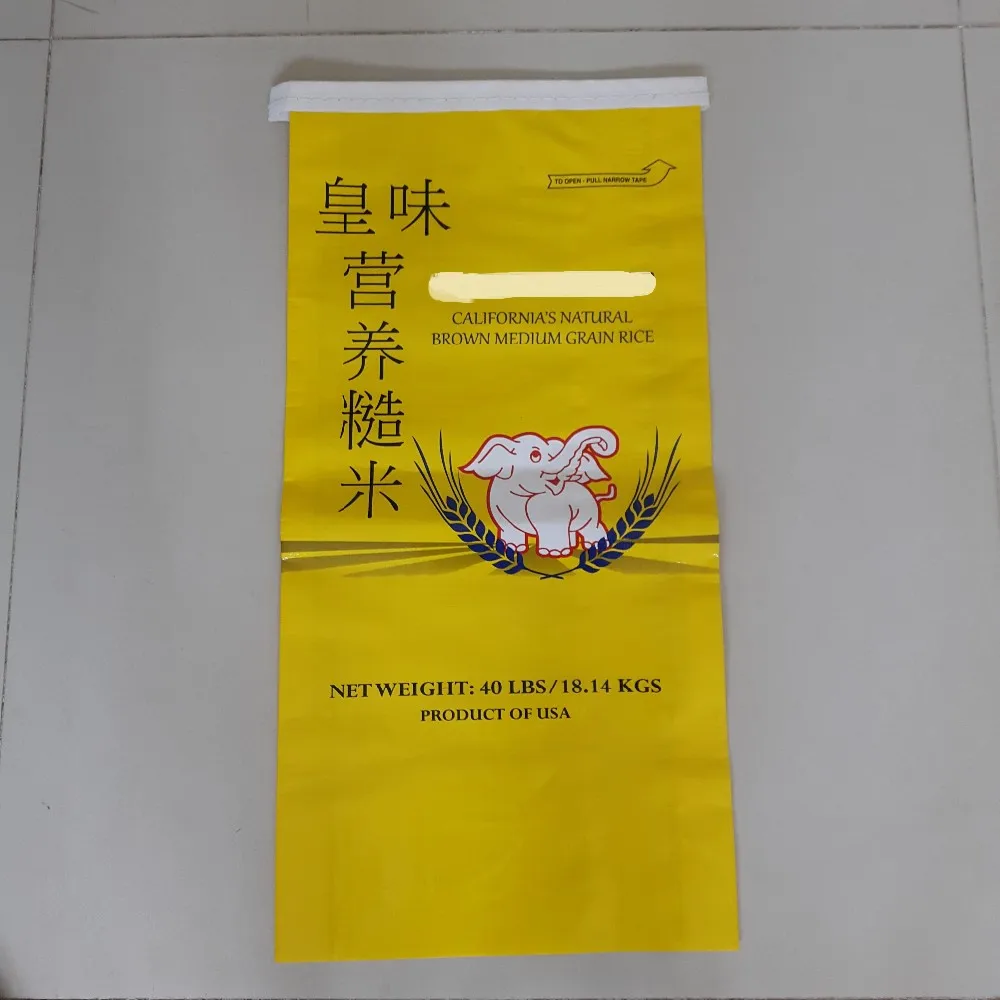 TO OPEN - PULL NARROW TAPE
皇味
营养糙米
CALIFORNIA'S NATURAL
BROWN MEDIUM GRAIN RICE
NET WEIGHT: 40 LBS/18.14 KGS
PRODUCT OF USA